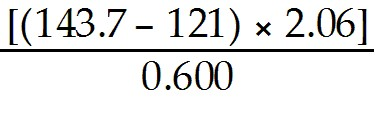 [(143.7 – 121) × 2.06]
0.600